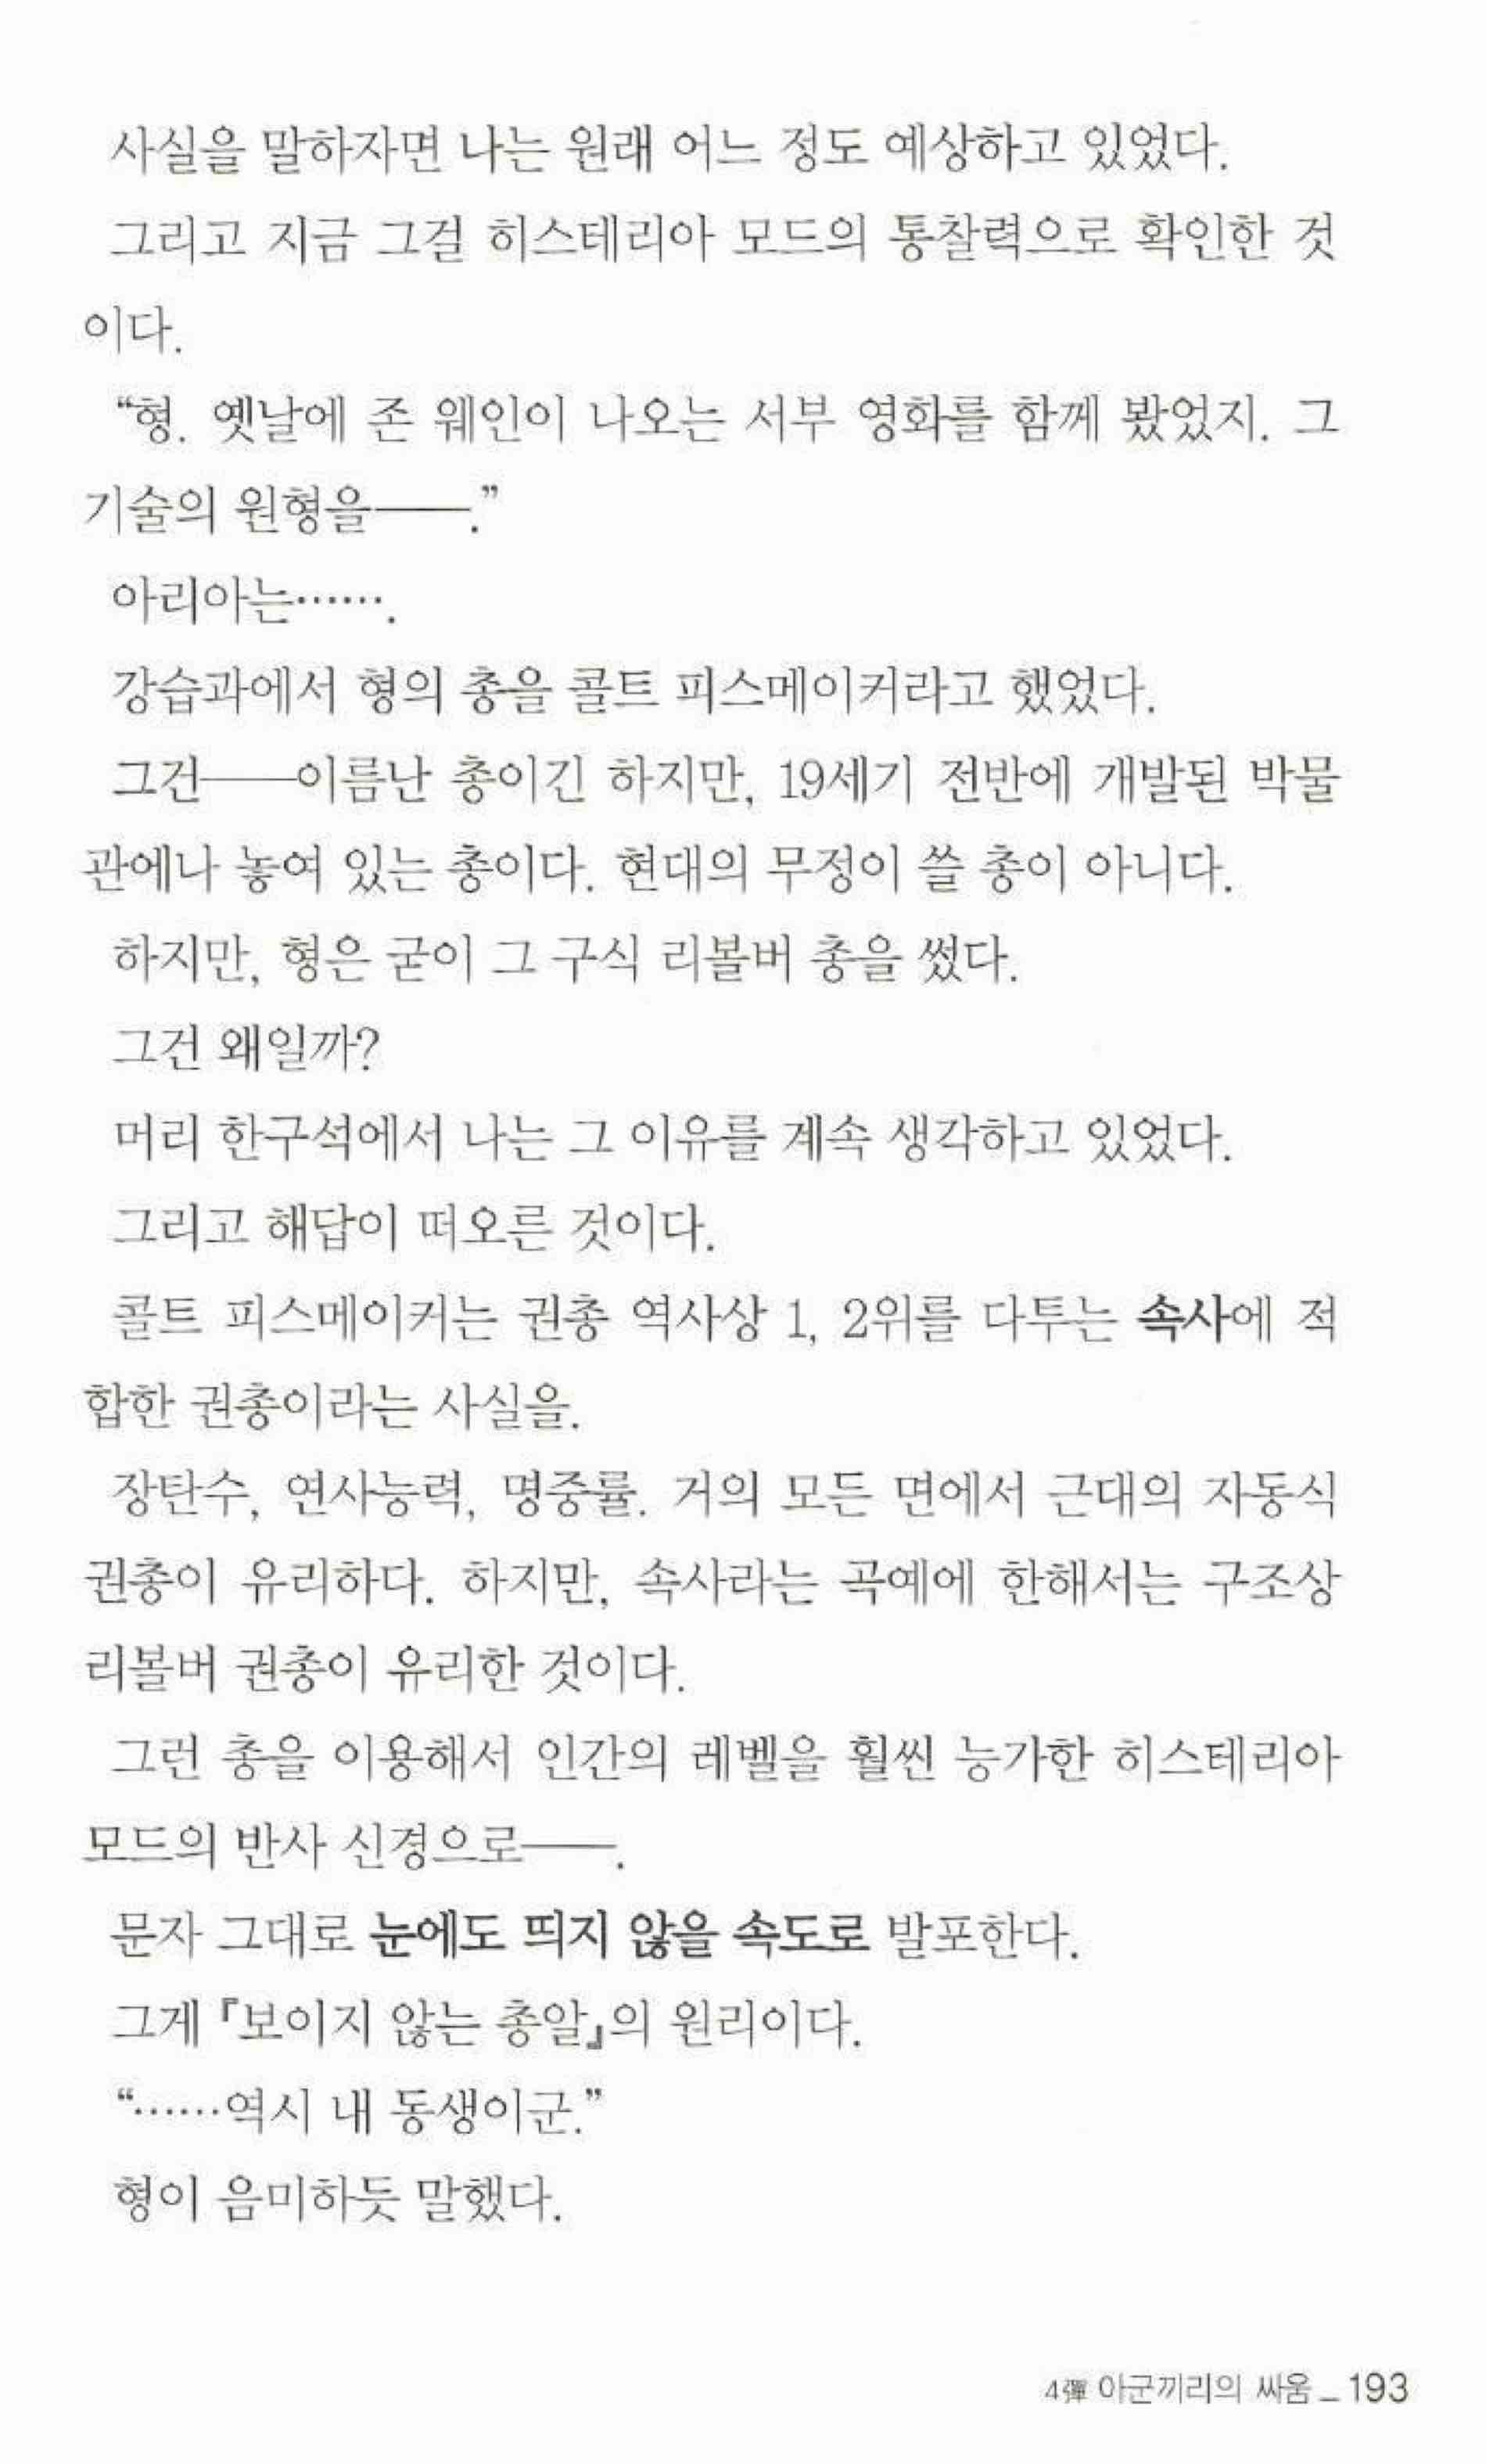 사실을 말하자면 나는 원래 어느 정도 예상하고 있었다.
그리고 지금 그걸 히스테리아 모드의 통찰력으로 확인한 것
이다.
“형. 옛날에 존 웨인이 나오는 서부 영화를 함께 봤었지. 그
기술의 원형을──.”
아리아는…….
강습과에서 형의 총을 콜트 피스메이커라고 했었다.
그건──이름난 총이긴 하지만, 19세기 전반에 개발된 박물
관에나 놓여 있는 총이다. 현대의 무정이 쓸 총이 아니다.
하지만, 형은 굳이 그 구식 리볼버 총을 썼다.
그건 왜일까?
머리 한구석에서 나는 그 이유를 계속 생각하고 있었다.
그리고 해답이 떠오른 것이다.
콜트 피스메이커는 권총 역사상 1, 2위를 다투는 속사에 적
합한 권총이라는 사실을.
장탄수, 연사능력, 명중률. 거의 모든 면에서 근대의 자동식
권총이 유리하다. 하지만, 속사라는 곡예에 한해서는 구조상
리볼버 권총이 유리한 것이다.
그런 총을 이용해서 인간의 레벨을 훨씬 능가한 히스테리아
모드의 반사 신경으로──.
문자 그대로 눈에도 띄지 않을 속도로 발포한다.
그게 『보이지 않는 총알』의 원리이다.
“……역시 내 동생이군.”
형이 음미하듯 말했다.
4彈 아군끼리의 싸움 _ 193